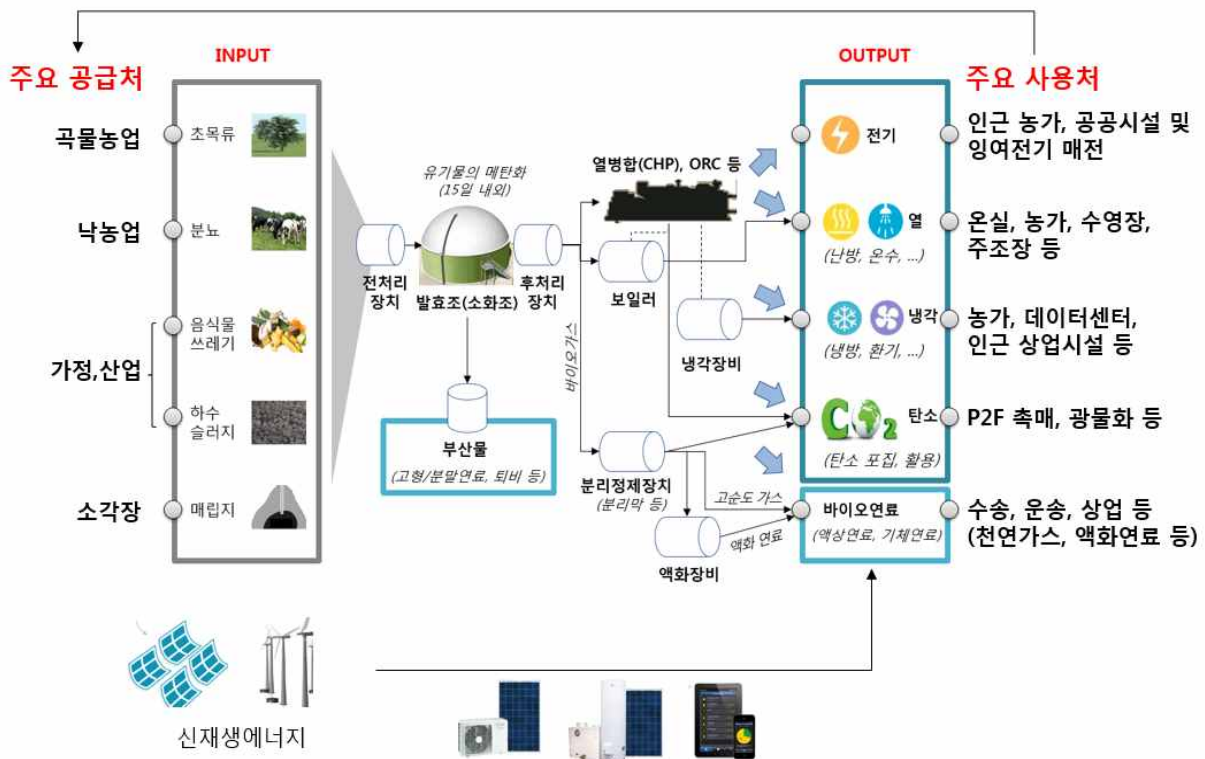 INPUT
OUTPUT
주요 공급처
주요 사용처
곡물농업
초목류
낙농업
분뇨
가정,산업
음식물
쓰레기
하수
슬러지
소각장
매립지
전처리
장치
유기물의 메탄화
(15일 내외)
발효조(소화조)
후처리
장치
부산물
(고형/분말연료, 퇴비 등)
바이오가스
열병합(CHP), ORC 등
보일러
냉각장비
분리정제장치
(분리막 등)
고순도 가스
액화 연료
액화장비
전기
인근 농가, 공공시설 및
잉여전기 매전
열
(난방, 온수, ...)
온실, 농가, 수영장,
주조장 등
냉각
(냉방, 환기, ...)
농가, 데이터센터,
인근 상업시설 등
CO2
탄소
(탄소 포집, 활용)
P2F 촉매, 광물화 등
바이오연료
(액상연료, 기체연료)
수송, 운송, 상업 등
(천연가스, 액화연료 등)
신재생에너지